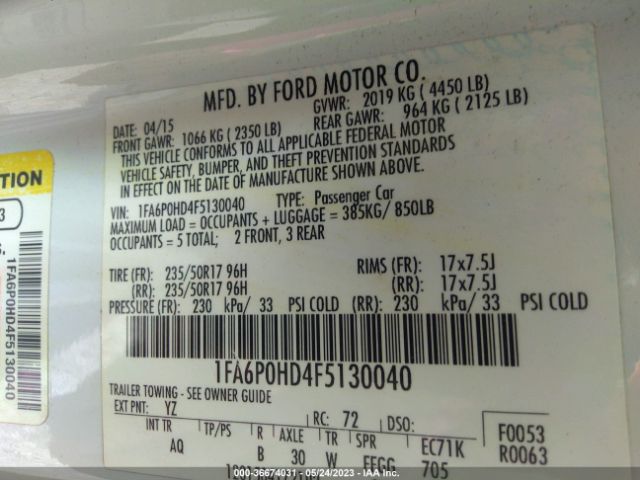 MFD. BY FORD MOTOR CO.
DATE: 04/15 GVWR: 2019 KG ( 4450 LB)
FRONT GAWR: 1066 KG ( 2350 LB) REAR GAWR: 964 KG ( 2125 LB)
THIS VEHICLE CONFORMS TO ALL APPLICABLE FEDERAL MOTOR
VEHICLE SAFETY, BUMPER, AND THEFT PREVENTION STANDARDS
IN EFFECT ON THE DATE OF MANUFACTURE SHOWN ABOVE.
VIN: 1FA6P0HD4F5130040 TYPE: Passenger Car
MAXIMUM LOAD = OCCUPANTS + LUGGAGE = 385KG/ 850LB
OCCUPANTS = 5 TOTAL; 2 FRONT, 3 REAR
TIRE (FR): 235/50R17 96H RIMS (FR): 17x7.5J
(RR): 235/50R17 96H (RR): 17x7.5J
PRESSURE (FR): 230 kPa/ 33 PSI COLD (RR): 230 kPa/ 33 PSI COLD
1FA6P0HD4F5130040
TRAILER TOWING - SEE OWNER GUIDE
EXT PNT: YZ RC: 72 DSO: F0053
INT TR TP/PS R AXLE TR SPR EC71K R0063
AQ B 30 W EEGG 705
TION
3
1FA6P0HD4F5130040
000-36674031 - 05/24/2023 - IAAI.com